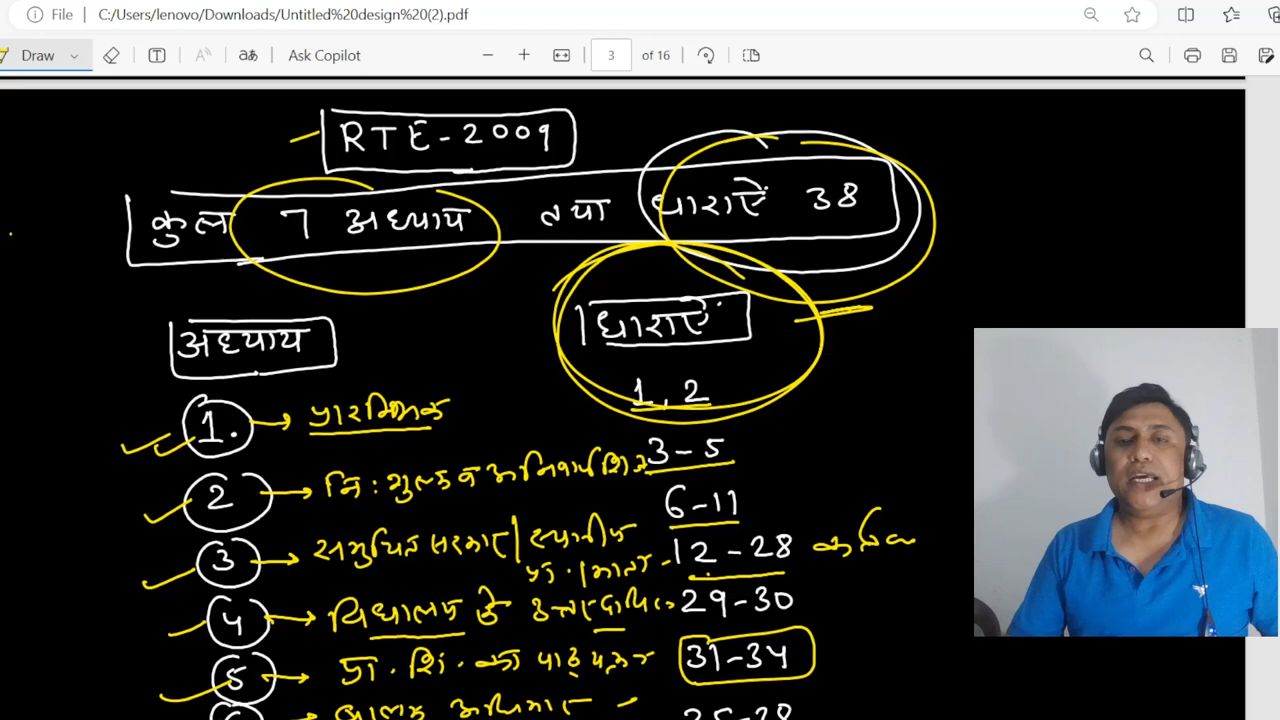 File C:/Users/lenovo/Downloads/Untitled%20design%20(2).pdf
Draw Ask Copilot 3 of 16
RTE-2009
कुल 7 अध्याय तथा धाराऐं 38
अध्याय धाराऐं
1. → प्रारम्भिक 1, 2
2 → नि:शुल्क व अनिवार्य शि. 3-5
3 → समुचित सरकार/स्थानीय 6-11
4 → विद्यालय के उत्तरदायित्व 12-28
29-30
5 → प्रा. शि. का पाठ्यक्रम 31-34